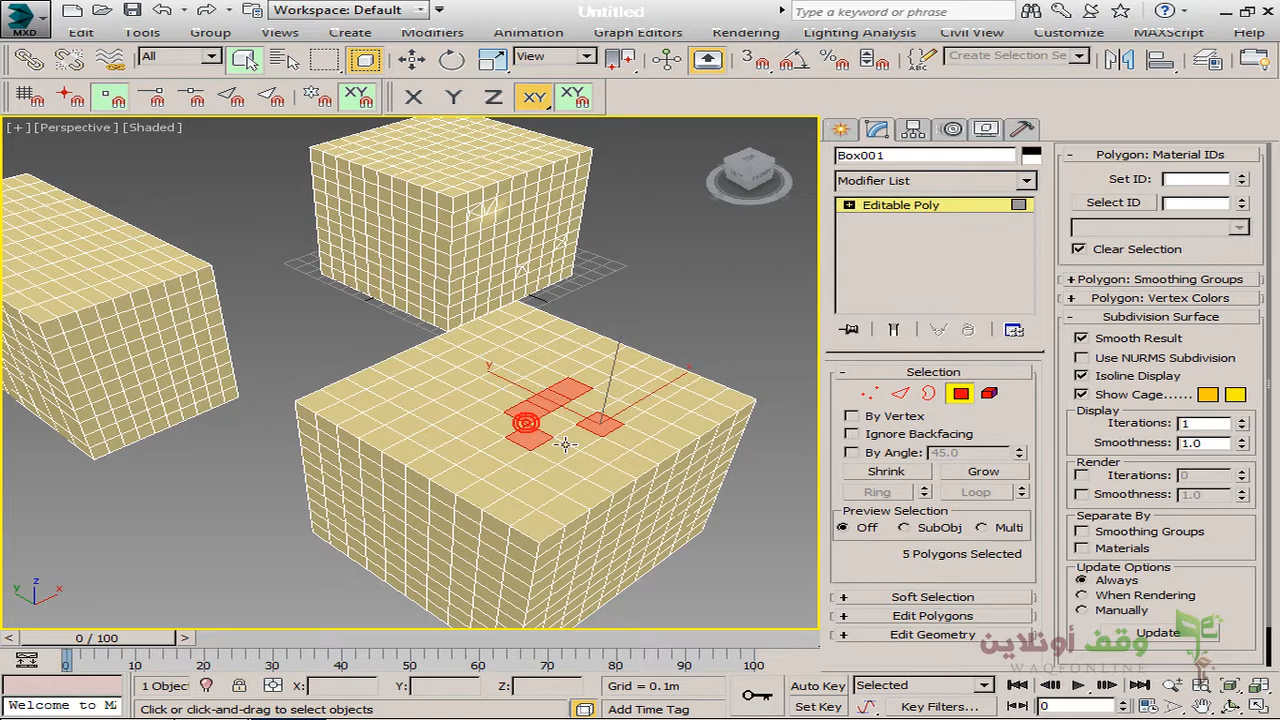 MXD
Workspace: Default
Untitled
Type a keyword or phrase
Edit Tools Group Views Create Modifiers Animation Graph Editors Rendering Lighting Analysis Civil View Customize MAXScript Help
All
View
3
Create Selection Se
X Y Z XY XY
[+] [Perspective] [Shaded]
Box001
Modifier List
Editable Poly
Selection
By Vertex
Ignore Backfacing
By Angle: 45.0
Shrink Grow
Ring Loop
Preview Selection
Off SubObj Multi
5 Polygons Selected
Soft Selection
Edit Polygons
Edit Geometry
Polygon: Material IDs
Set ID:
Select ID
Clear Selection
Polygon: Smoothing Groups
Polygon: Vertex Colors
Subdivision Surface
Smooth Result
Use NURMS Subdivision
Isoline Display
Show Cage......
Display
Iterations: 1
Smoothness: 1.0
Render
Iterations: 0
Smoothness: 1.0
Separate By
Smoothing Groups
Materials
Update Options
Always
When Rendering
Manually
Update
وقف أونلاين
WAQFONLINE
y x
z
y x
0 / 100
0 10 20 30 40 50 60 70 80 90 100
1 Object X: Y: Z: Grid = 0.1m
Auto Key Selected
Welcome to M
Click or click-and-drag to select objects
Add Time Tag
Set Key Key Filters... 0